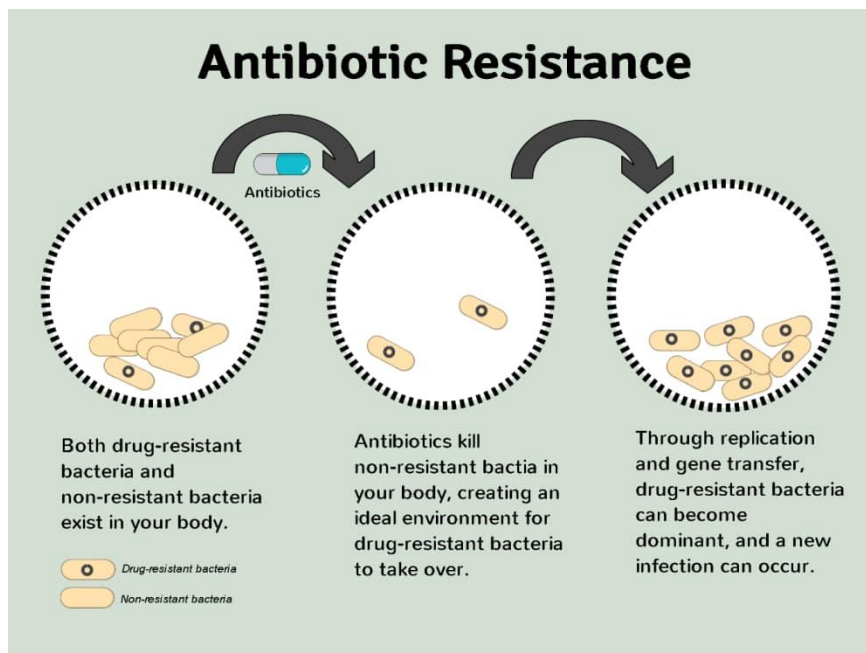 Antibiotic Resistance
Antibiotics
Both drug-resistant
bacteria and
non-resistant bacteria
exist in your body.
Antibiotics kill
non-resistant bactia in
your body, creating an
ideal environment for
drug-resistant bacteria
to take over.
Through replication
and gene transfer,
drug-resistant bacteria
can become
dominant, and a new
infection can occur.
Drug-resistant bacteria
Non-resistant bacteria